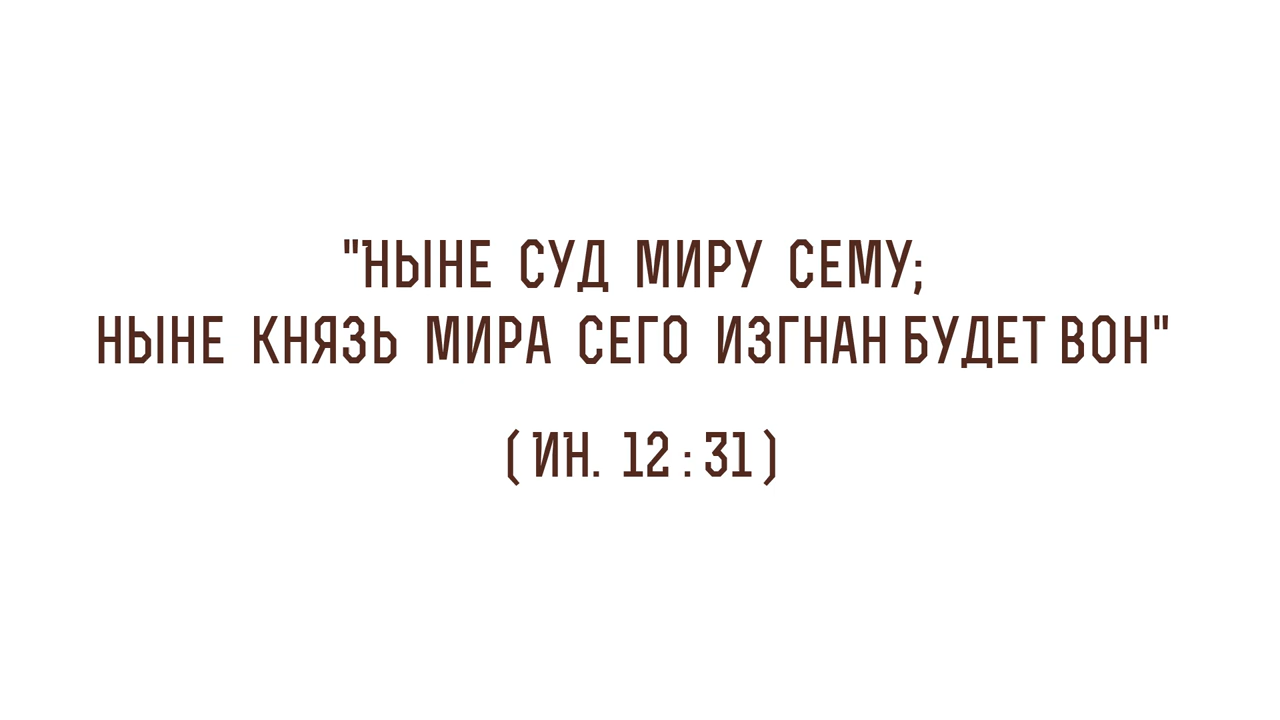 "НЫНЕ СУД МИРУ СЕМУ;
НЫНЕ КНЯЗЬ МИРА СЕГО ИЗГНАН БУДЕТ ВОН"
(ИН. 12:31)